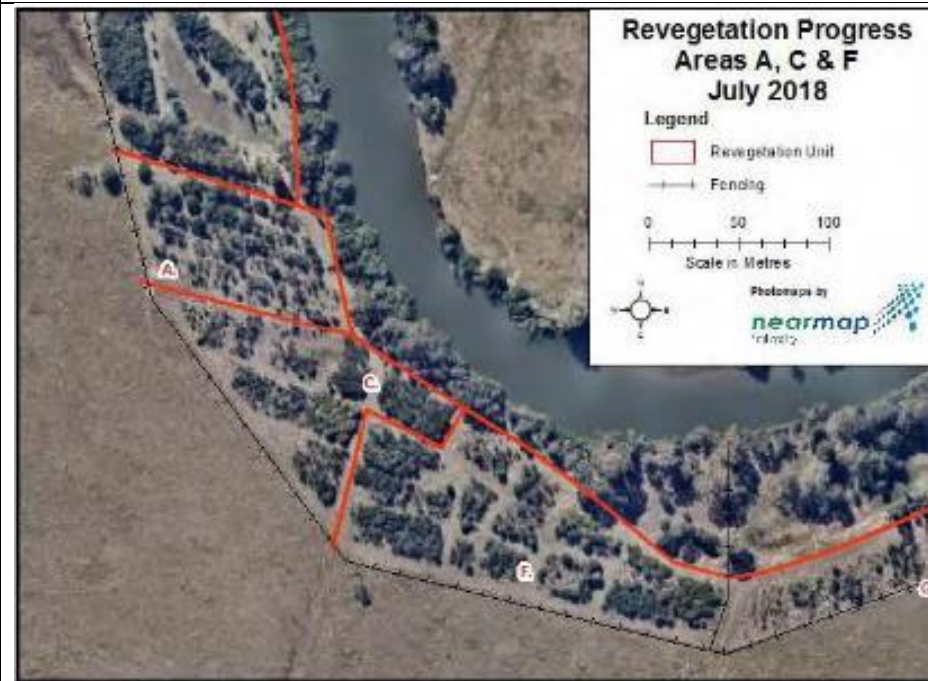 Revegetation Progress
Areas A, C & F
July 2018
Legend
Revegetation Unit
Fencing
0 50 100
Scale in Metres
Photomaps by
nearmap
A.
C.
F.